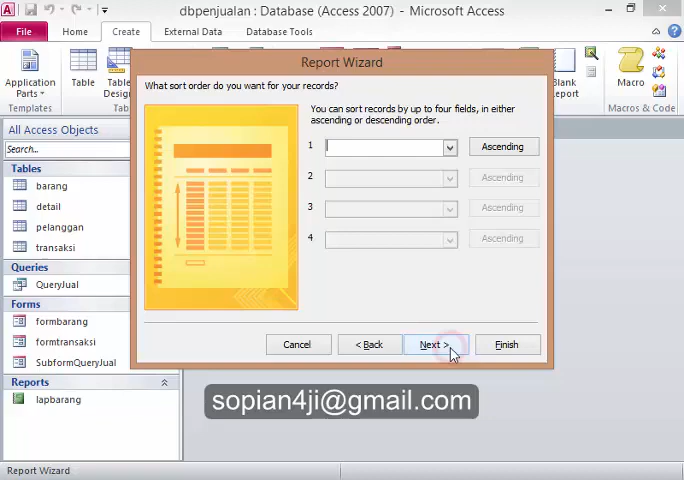 dbpenjualan : Database (Access 2007) - Microsoft Access
File Home Create External Data Database Tools
Application Parts Table Table Design Blank Report Macro
Templates Macros & Code
All Access Objects
Search...
Tables
barang
detail
pelanggan
transaksi
Queries
QueryJual
Forms
formbarang
formtransaksi
SubformQueryJual
Reports
lapbarang
Report Wizard
What sort order do you want for your records?
You can sort records by up to four fields, in either
ascending or descending order.
1 Ascending
2 Ascending
3 Ascending
4 Ascending
Cancel < Back Next > Finish
sopian4ji@gmail.com
Report Wizard